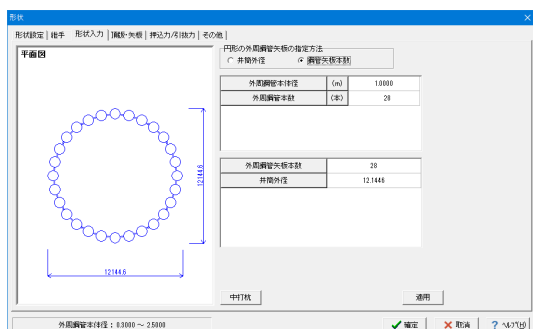 形状
形状設定 継手 形状入力 頂版・矢板 押込力/引抜力 その他
平面図
12144.6
12144.6
円形の外周鋼管矢板の指定方法
井筒外径 鋼管矢板本数
外周鋼管本体径 (m) 1.0000
外周鋼管本数 (本) 28
外周鋼管矢板本数 28
井筒外径 12.1446
中打杭 適用
外周鋼管本体径 : 0.3000 ～ 2.5000
確定 取消 ? ヘルプ(H)